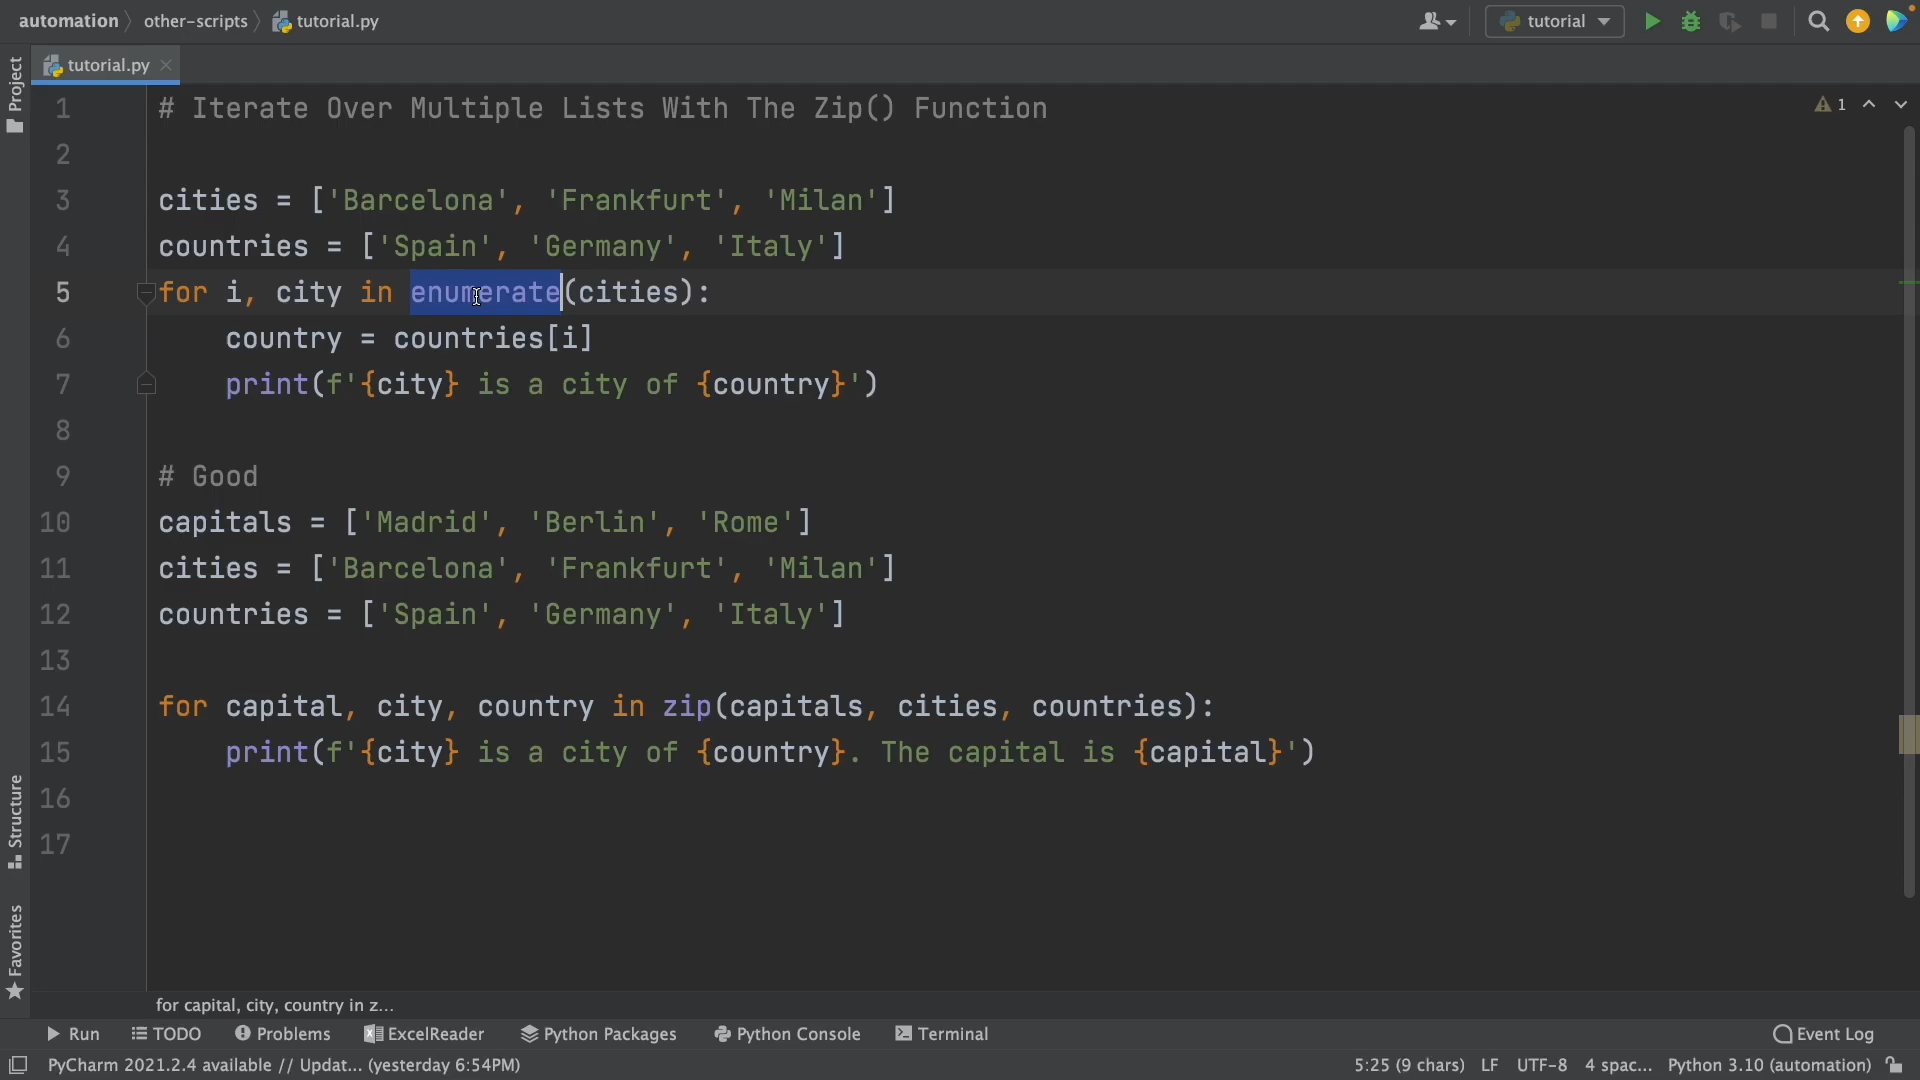 automation
other-scripts
tutorial.py
tutorial
tutorial.py
Project
1 # Iterate Over Multiple Lists With The Zip() Function
1
2
3 cities = ['Barcelona', 'Frankfurt', 'Milan']
4 countries = ['Spain', 'Germany', 'Italy']
5 for i, city in enumerate(cities):
6     country = countries[i]
7     print(f'{city} is a city of {country}')
8
9 # Good
10 capitals = ['Madrid', 'Berlin', 'Rome']
11 cities = ['Barcelona', 'Frankfurt', 'Milan']
12 countries = ['Spain', 'Germany', 'Italy']
13
14 for capital, city, country in zip(capitals, cities, countries):
15     print(f'{city} is a city of {country}. The capital is {capital}')
16
17
Structure
Favorites
for capital, city, country in z...
Run TODO Problems ExcelReader Python Packages Python Console Terminal Event Log
PyCharm 2021.2.4 available // Updat... (yesterday 6:54PM) 5:25 (9 chars) LF UTF-8 4 spac... Python 3.10 (automation)